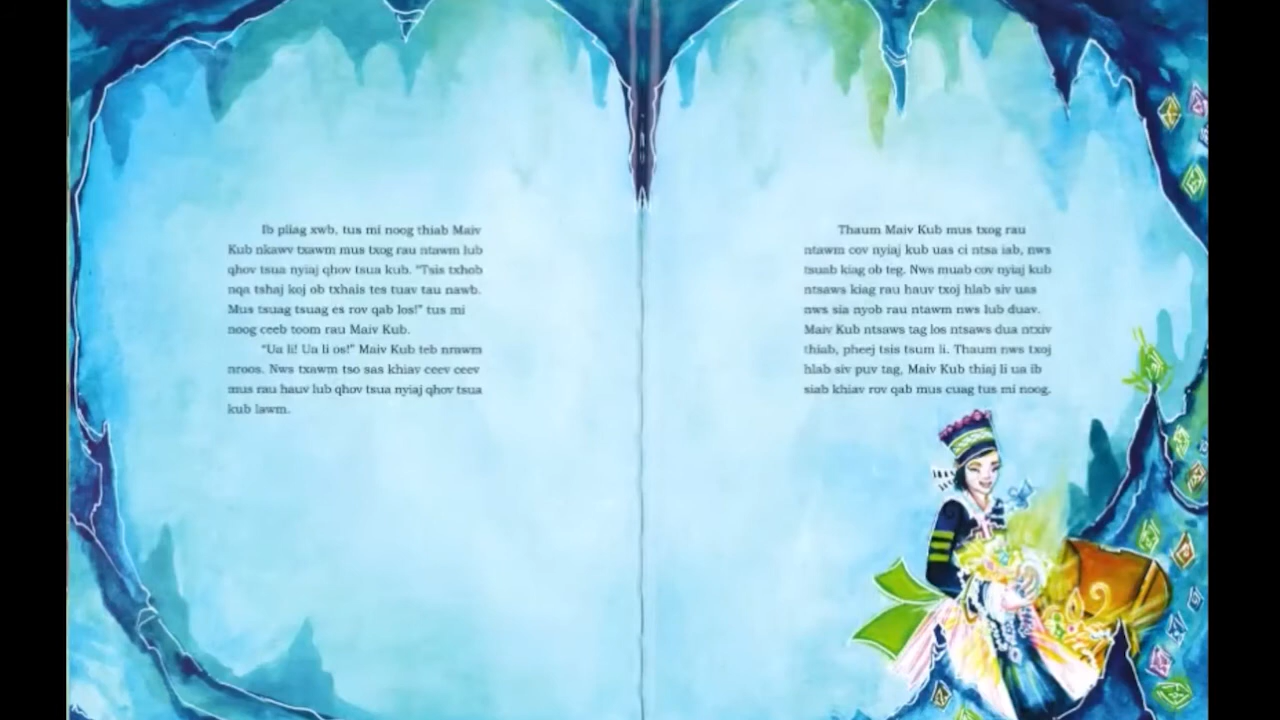 Ib pliag xwb, tus mi noog thiab Maiv
Kub nkawv txawm mus txog rau ntawm lub
qhov tsua nyiaj qhov tsua kub. “Tsis txhob
nqa tshaj koj ob txhais tes tuav tau nawb.
Mus tsuag tsuag es rov qab los!” tus mi
noog ceeb toom rau Maiv Kub.
“Ua li! Ua li os!” Maiv Kub teb nrawm
nroos. Nws txawm tso sas khiav ceev ceev
mus rau hauv lub qhov tsua nyiaj qhov tsua
kub lawm.
Thaum Maiv Kub mus txog rau
ntawm cov nyiaj kub uas ci ntsa iab, nws
tsuab kiag ob teg. Nws muab cov nyiaj kub
ntsaws kiag rau hauv txoj hlab siv uas
nws sia nyob rau ntawm nws lub duav.
Maiv Kub ntsaws tag los ntsaws dua ntxiv
thiab, pheej tsis tsum li. Thaum nws txoj
hlab siv puv tag, Maiv Kub thiaj li ua ib
siab khiav rov qab mus cuag tus mi noog.